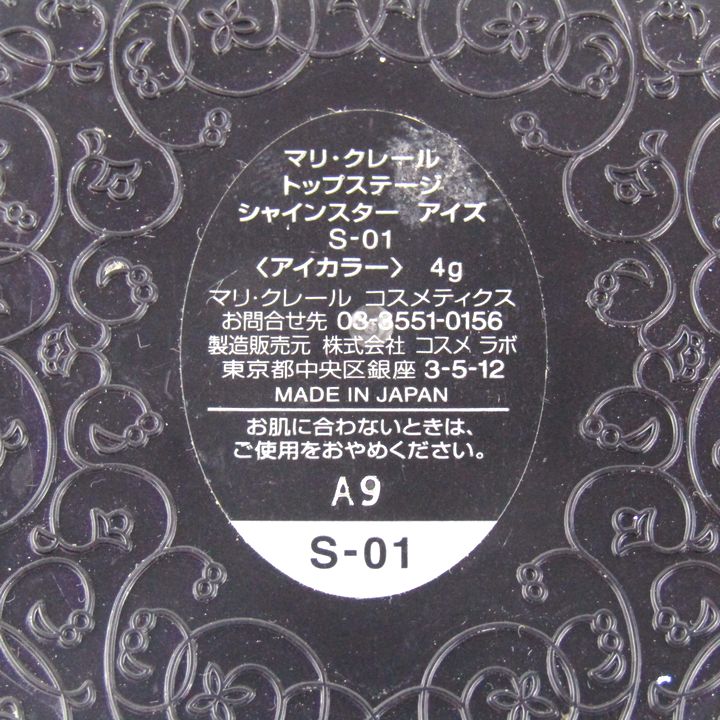 マリ・クレール
トップステージ
シャインスター アイズ
S-01
〈アイカラー〉 4g
マリ・クレール コスメティクス
お問合せ先 03-3551-0156
製造販売元 株式会社 コスメ ラボ
東京都中央区銀座 3-5-12
MADE IN JAPAN
お肌に合わないときは、
ご使用をおやめください。
A9
S-01